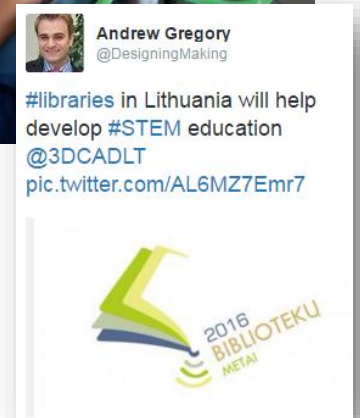 Andrew Gregory
@DesigningMaking
#libraries in Lithuania will help
develop #STEM education
@3DCADLT
pic.twitter.com/AL6MZ7Emr7
2016
BIBLIOTEKŲ
METAI